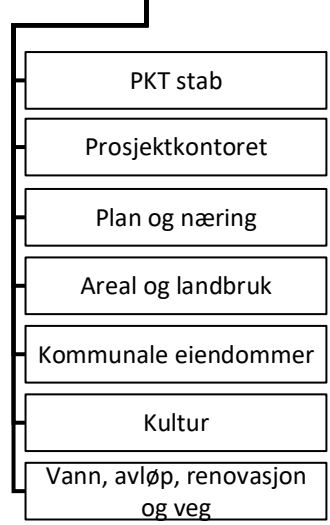 PKT stab
Prosjektkontoret
Plan og næring
Areal og landbruk
Kommunale eiendommer
Kultur
Vann, avløp, renovasjon
og veg